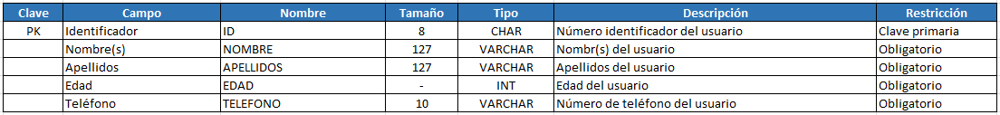 Clave Campo Nombre Tamaño Tipo Descripción Restricción
PK Identificador ID 8 CHAR Número identificador del usuario Clave primaria
Nombre(s) NOMBRE 127 VARCHAR Nombr(s) del usuario Obligatorio
Apellidos APELLIDOS 127 VARCHAR Apellidos del usuario Obligatorio
Edad EDAD - INT Edad del usuario Obligatorio
Teléfono TELEFONO 10 VARCHAR Número de teléfono del usuario Obligatorio